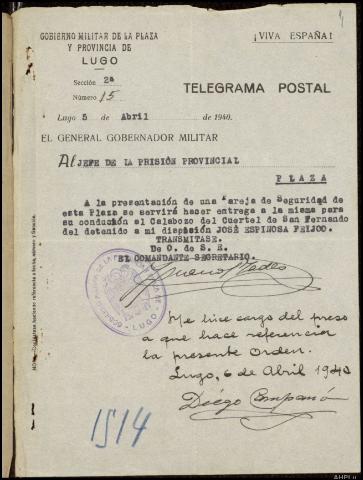 GOBIERNO MILITAR DE LA PLAZA
Y PROVINCIA DE
LUGO
¡VIVA ESPAÑA!
Sección 2ª
Número 15
TELEGRAMA POSTAL
Lugo 5 de Abril de 1940.
EL GENERAL GOBERNADOR MILITAR
Al JEFE DE LA PRISIÓN PROVINCIAL
PLAZA
A la presentación de una Pareja de Seguridad de
esta Plaza se servirá hacer entrega a la misma para
su conducción al Calabozo del Cuertel de San Fernando
del detenido a mi dispición JOSÉ ESPINOSA FEIJOO.
TRANSMITASE.
De O. de S. E.
EL COMANDANTE SECRETARIO.
LUGO
Me hice cargo del preso
a que hace referencia
la presente Orden.
Lugo, 6 de Abril 1940
Diego
1514
AHPLu